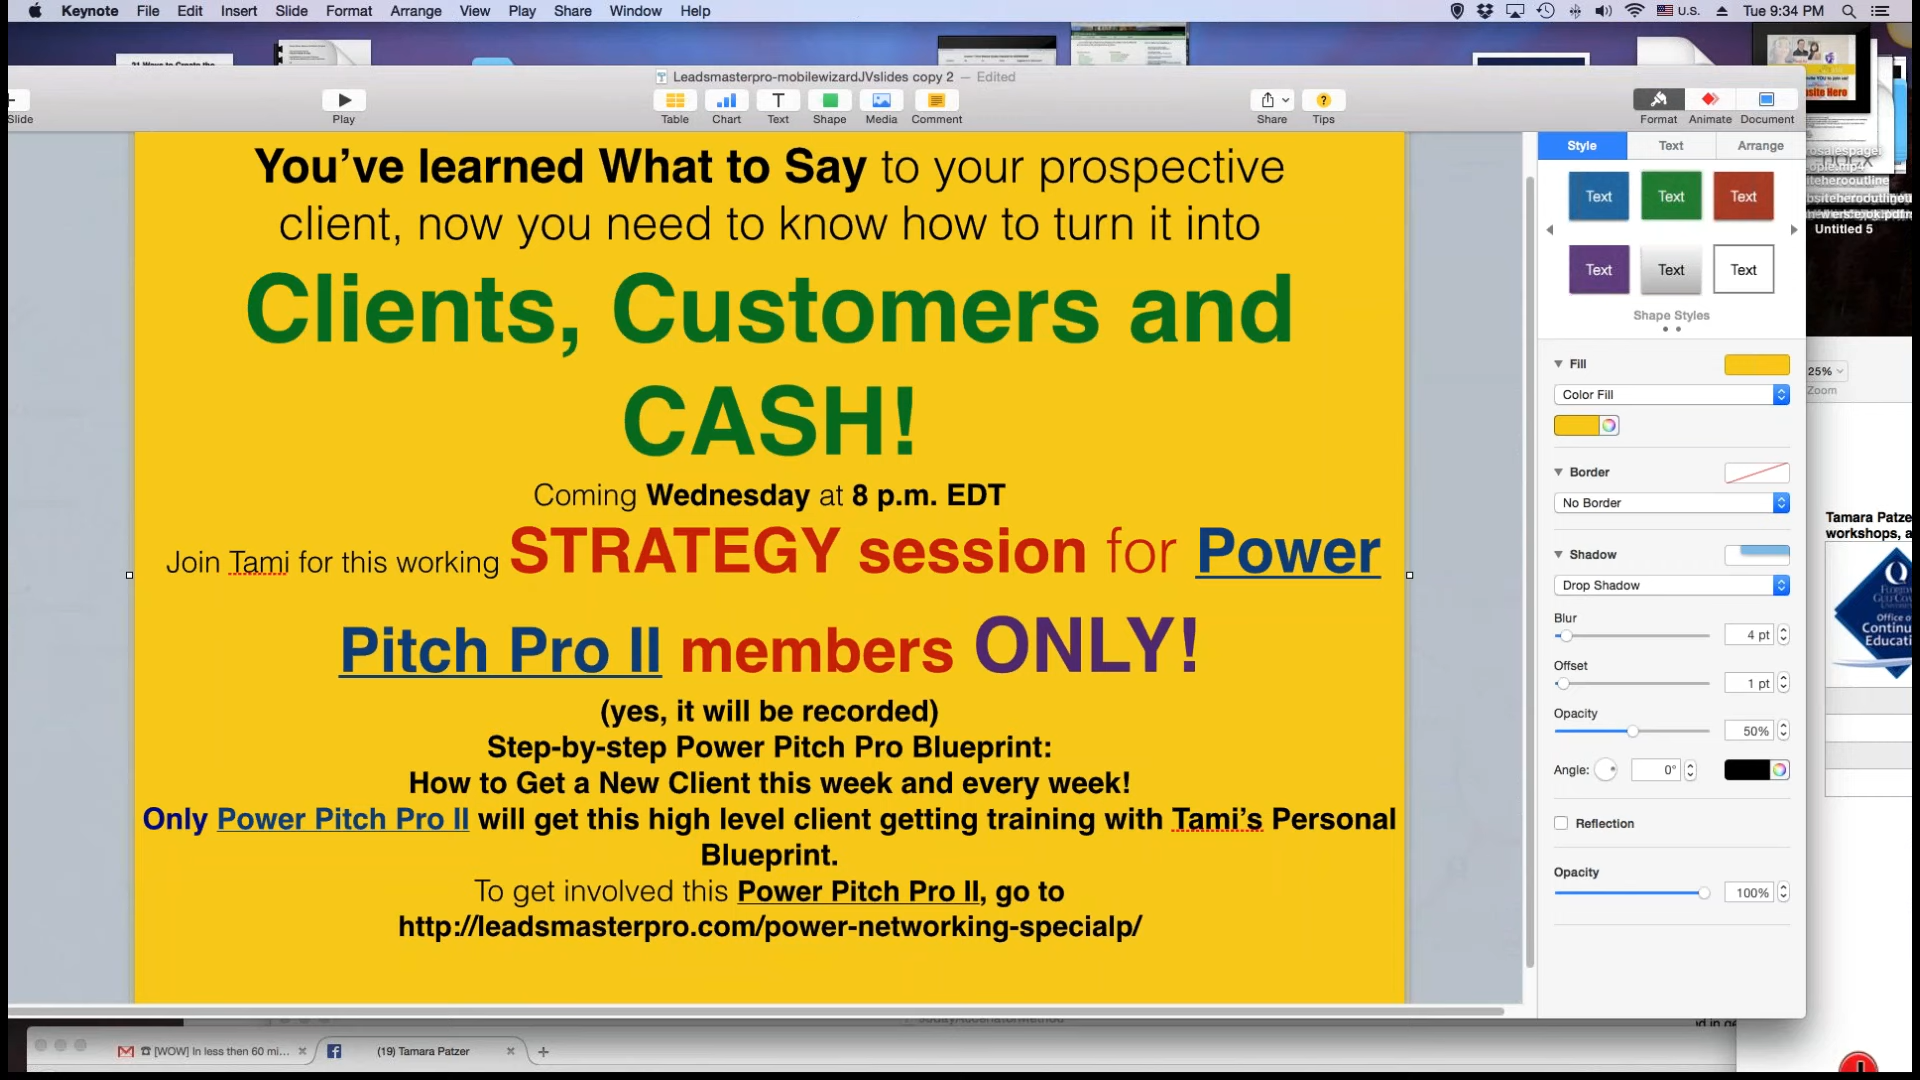 Keynote File Edit Insert Slide Format Arrange View Play Share Window Help
U.S. Tue 9:34 PM
Leadsmasterpro-mobilewizardJVslides copy 2 — Edited
Slide Play Table Chart Text Shape Media Comment Share Tips Format Animate Document
You’ve learned What to Say to your prospective
client, now you need to know how to turn it into
Clients, Customers and
CASH!
Coming Wednesday at 8 p.m. EDT
Join Tami for this working STRATEGY session for Power
Pitch Pro II members ONLY!
(yes, it will be recorded)
Step-by-step Power Pitch Pro Blueprint:
How to Get a New Client this week and every week!
Only Power Pitch Pro II will get this high level client getting training with Tami’s Personal
Blueprint.
To get involved this Power Pitch Pro II, go to
http://leadsmasterpro.com/power-networking-specialp/
Style Text Arrange
Text Text Text
Text Text Text
Shape Styles
Fill
Color Fill
Border
No Border
Shadow
Drop Shadow
Blur
4 pt
Offset
1 pt
Opacity
50%
Angle: 0°
Reflection
Opacity
100%
Untitled 5
25%
Zoom
Tamara Patze
workshops, a
Office of
Continu
Educati
[WOW] In less then 60 mi...
(19) Tamara Patzer